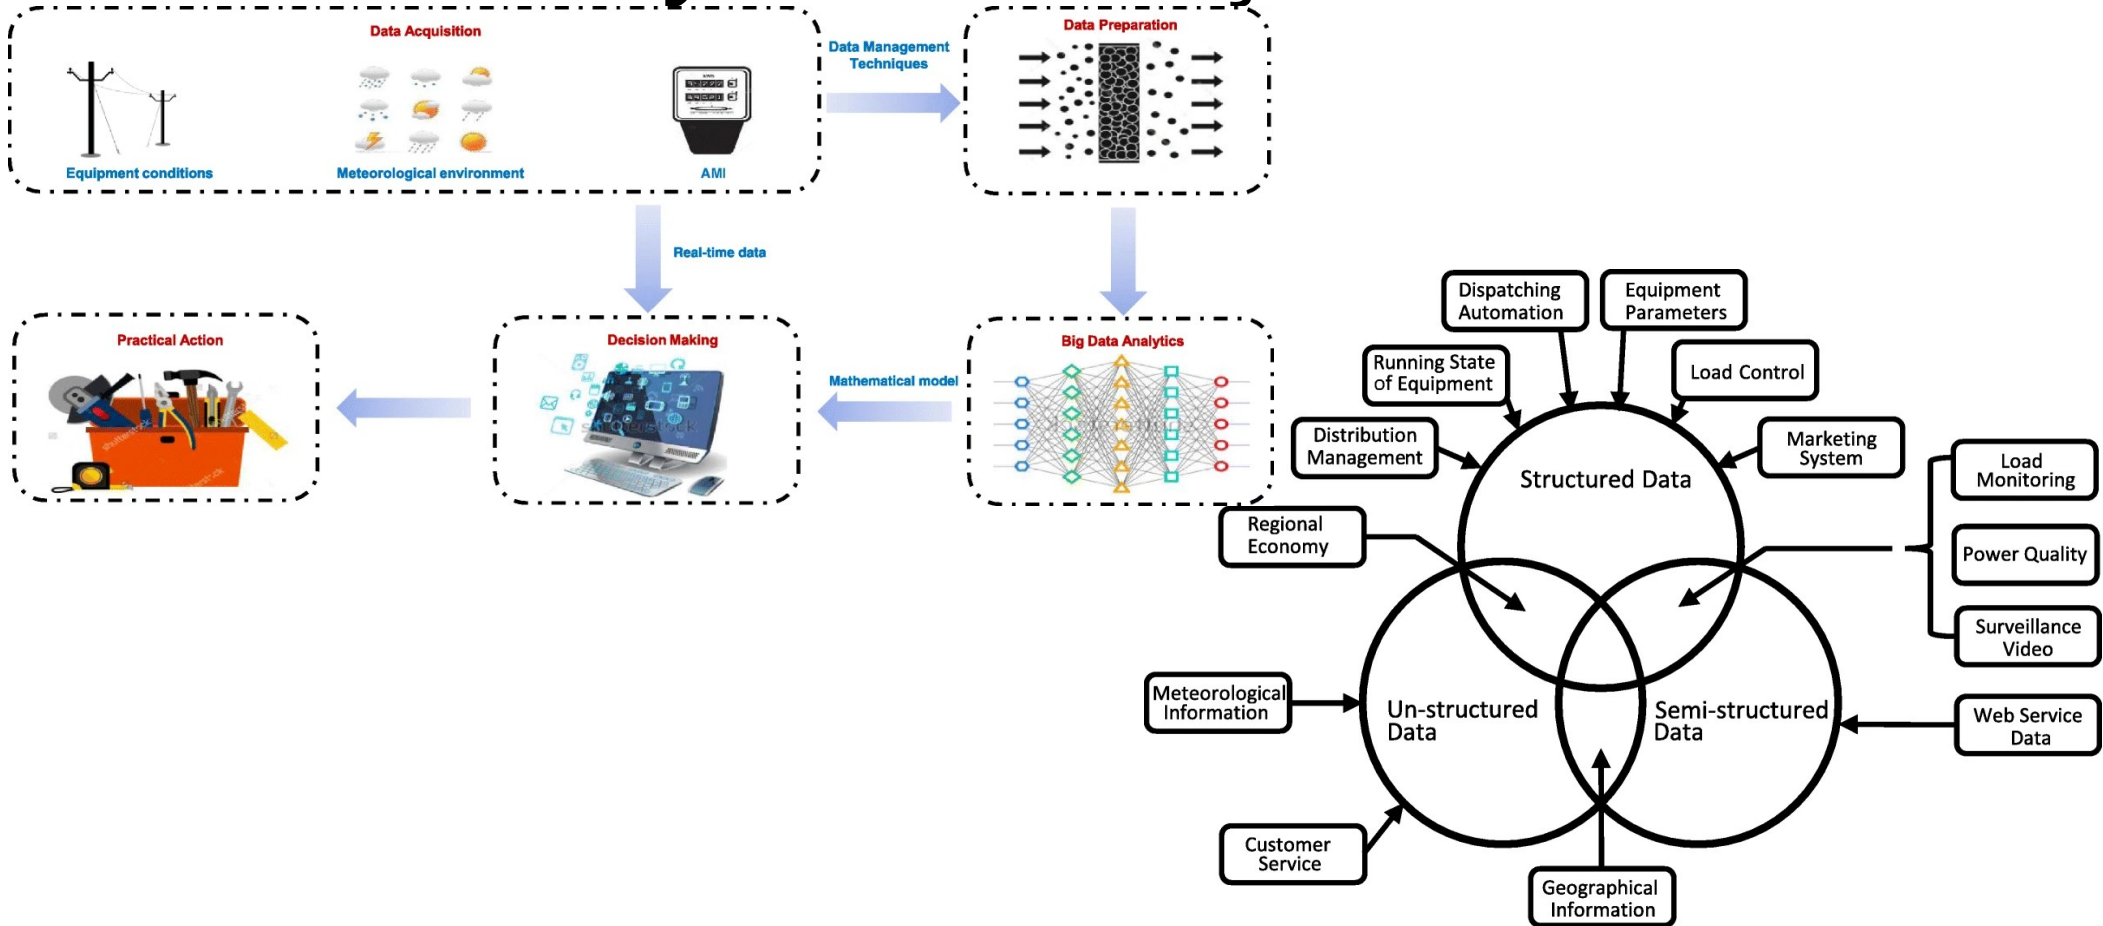 Data Acquisition
Equipment conditions
Meteorological environment
AMI
Data Management
Techniques
Data Preparation
Real-time data
Practical Action
Decision Making
Mathematical model
Big Data Analytics
shutterstock
Dispatching
Automation
Equipment
Parameters
Running State
of Equipment
Load Control
Distribution
Management
Marketing
System
Structured Data
Load
Monitoring
Regional
Economy
Power Quality
Surveillance
Video
Meteorological
Information
Un-structured
Data
Semi-structured
Data
Web Service
Data
Customer
Service
Geographical
Information